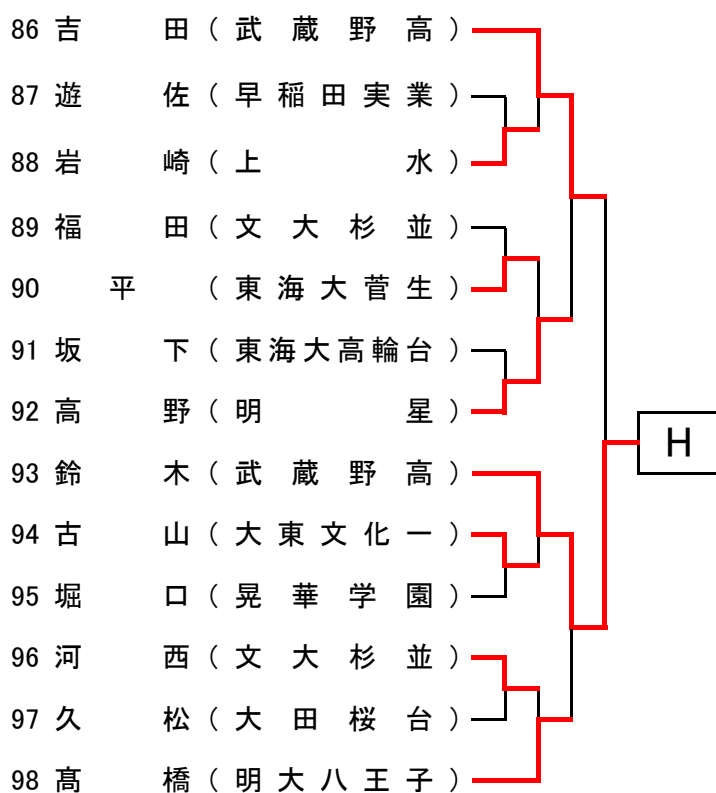 86 吉田(武蔵野高)
87 遊佐(早稲田実業)
88 岩崎(上水)
89 福田(文大杉並)
90 平(東海大菅生)
91 坂下(東海大高輪台)
92 高野(明星)
H
93 鈴木(武蔵野高)
94 古山(大東文化一)
95 堀口(晃華学園)
96 河西(文大杉並)
97 久松(大田桜台)
98 髙橋(明大八王子)